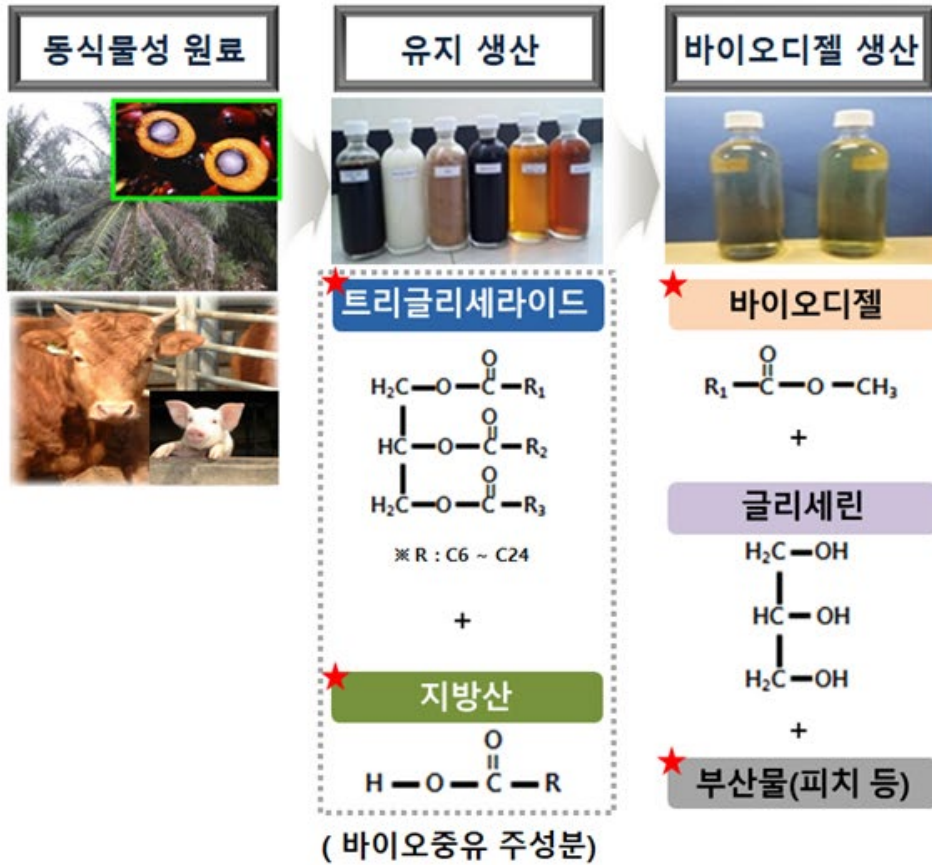 동식물성 원료
유지 생산
바이오디젤 생산
트리글리세라이드
O
H₂C — O — C — R₁
O
HC — O — C — R₂
O
H₂C — O — C — R₃
※ R : C6 ~ C24
+
지방산
O
H — O — C — R
( 바이오중유 주성분)
바이오디젤
O
R₁ — C — O — CH₃
+
글리세린
H₂C — OH
HC — OH
H₂C — OH
+
부산물(피치 등)